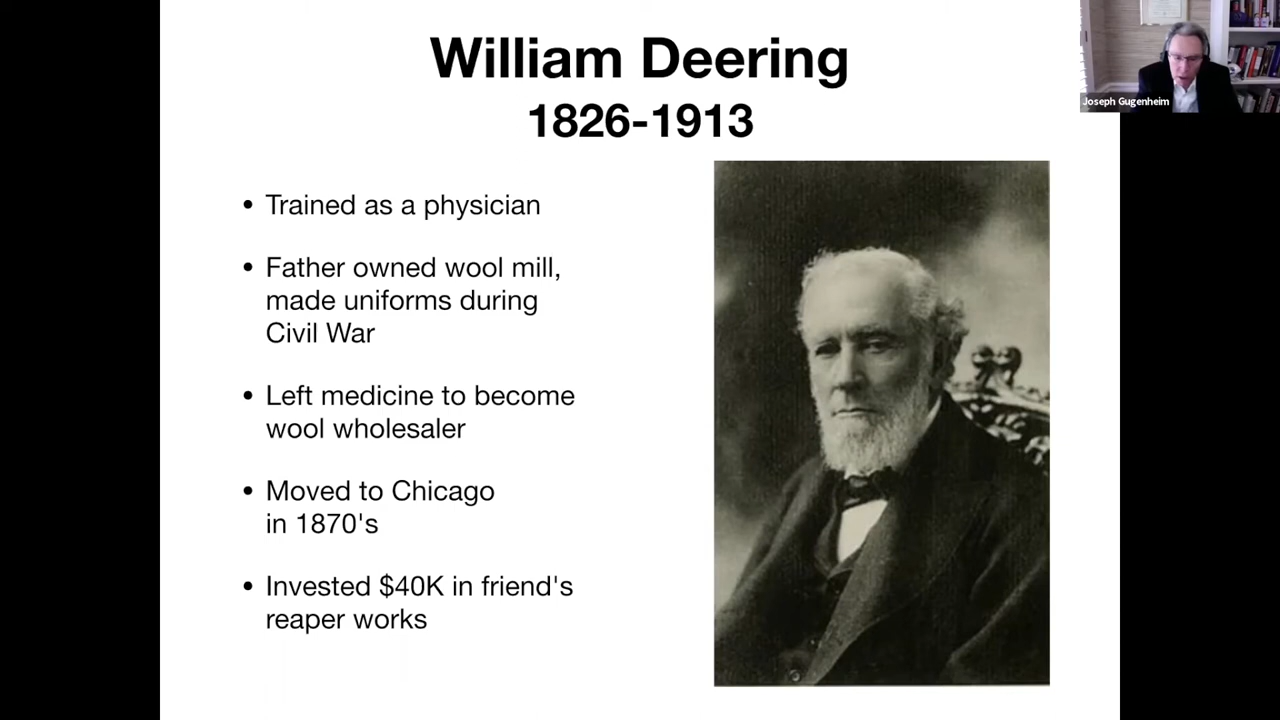 William Deering
1826-1913
Joseph Gugenheim
• Trained as a physician
• Father owned wool mill,
made uniforms during
Civil War
• Left medicine to become
wool wholesaler
• Moved to Chicago
in 1870's
• Invested $40K in friend's
reaper works